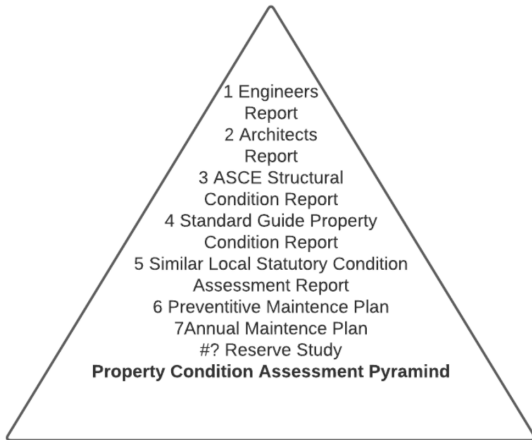 1 Engineers
Report
2 Architects
Report
3 ASCE Structural
Condition Report
4 Standard Guide Property
Condition Report
5 Similar Local Statutory Condition
Assessment Report
6 Preventitive Maintence Plan
7Annual Maintence Plan
#? Reserve Study
Property Condition Assessment Pyramind